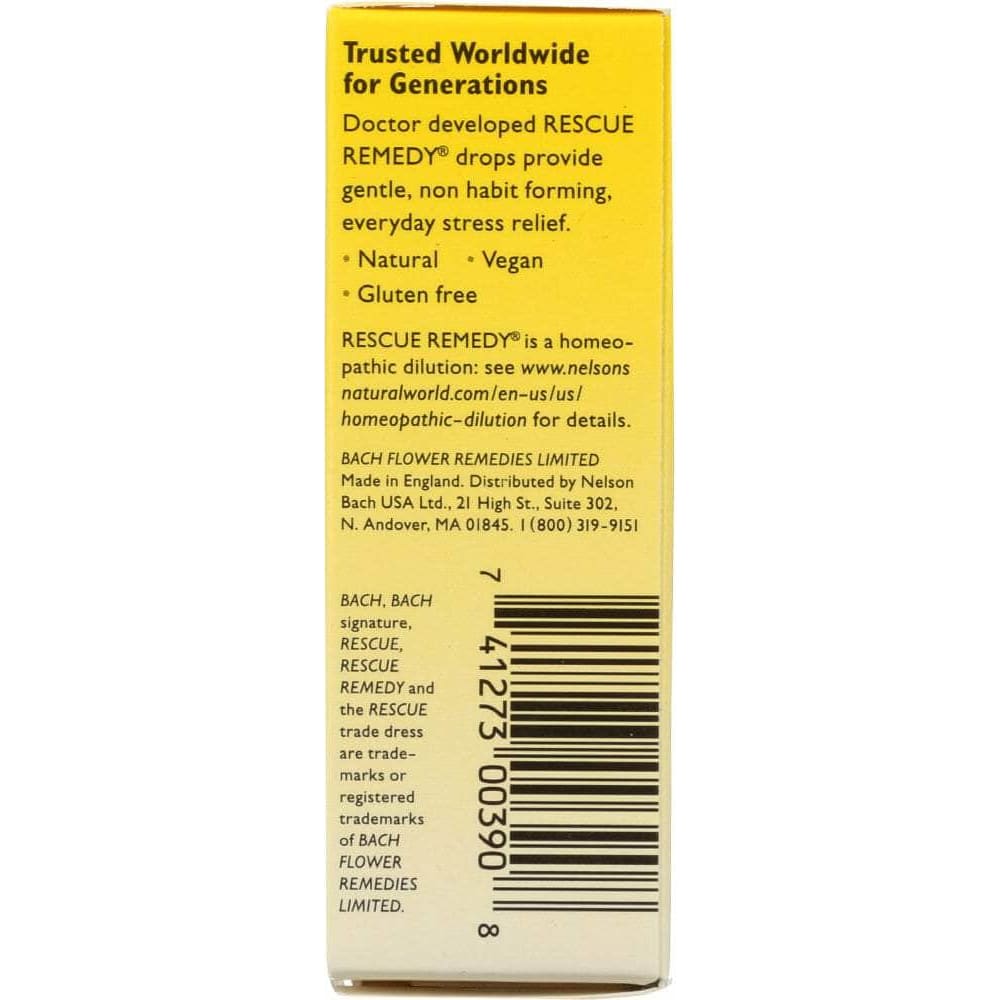 Trusted Worldwide
for Generations
Doctor developed RESCUE
REMEDY® drops provide
gentle, non habit forming,
everyday stress relief.
• Natural • Vegan
• Gluten free
RESCUE REMEDY® is a homeo-
pathic dilution: see www.nelsons
naturalworld.com/en-us/us/
homeopathic-dilution for details.
BACH FLOWER REMEDIES LIMITED
Made in England. Distributed by Nelson
Bach USA Ltd., 21 High St., Suite 302,
N. Andover, MA 01845. 1 (800) 319-9151
BACH, BACH
signature,
RESCUE,
RESCUE
REMEDY and
the RESCUE
trade dress
are trade-
marks or
registered
trademarks
of BACH
FLOWER
REMEDIES
LIMITED.
7 41273 00390 8